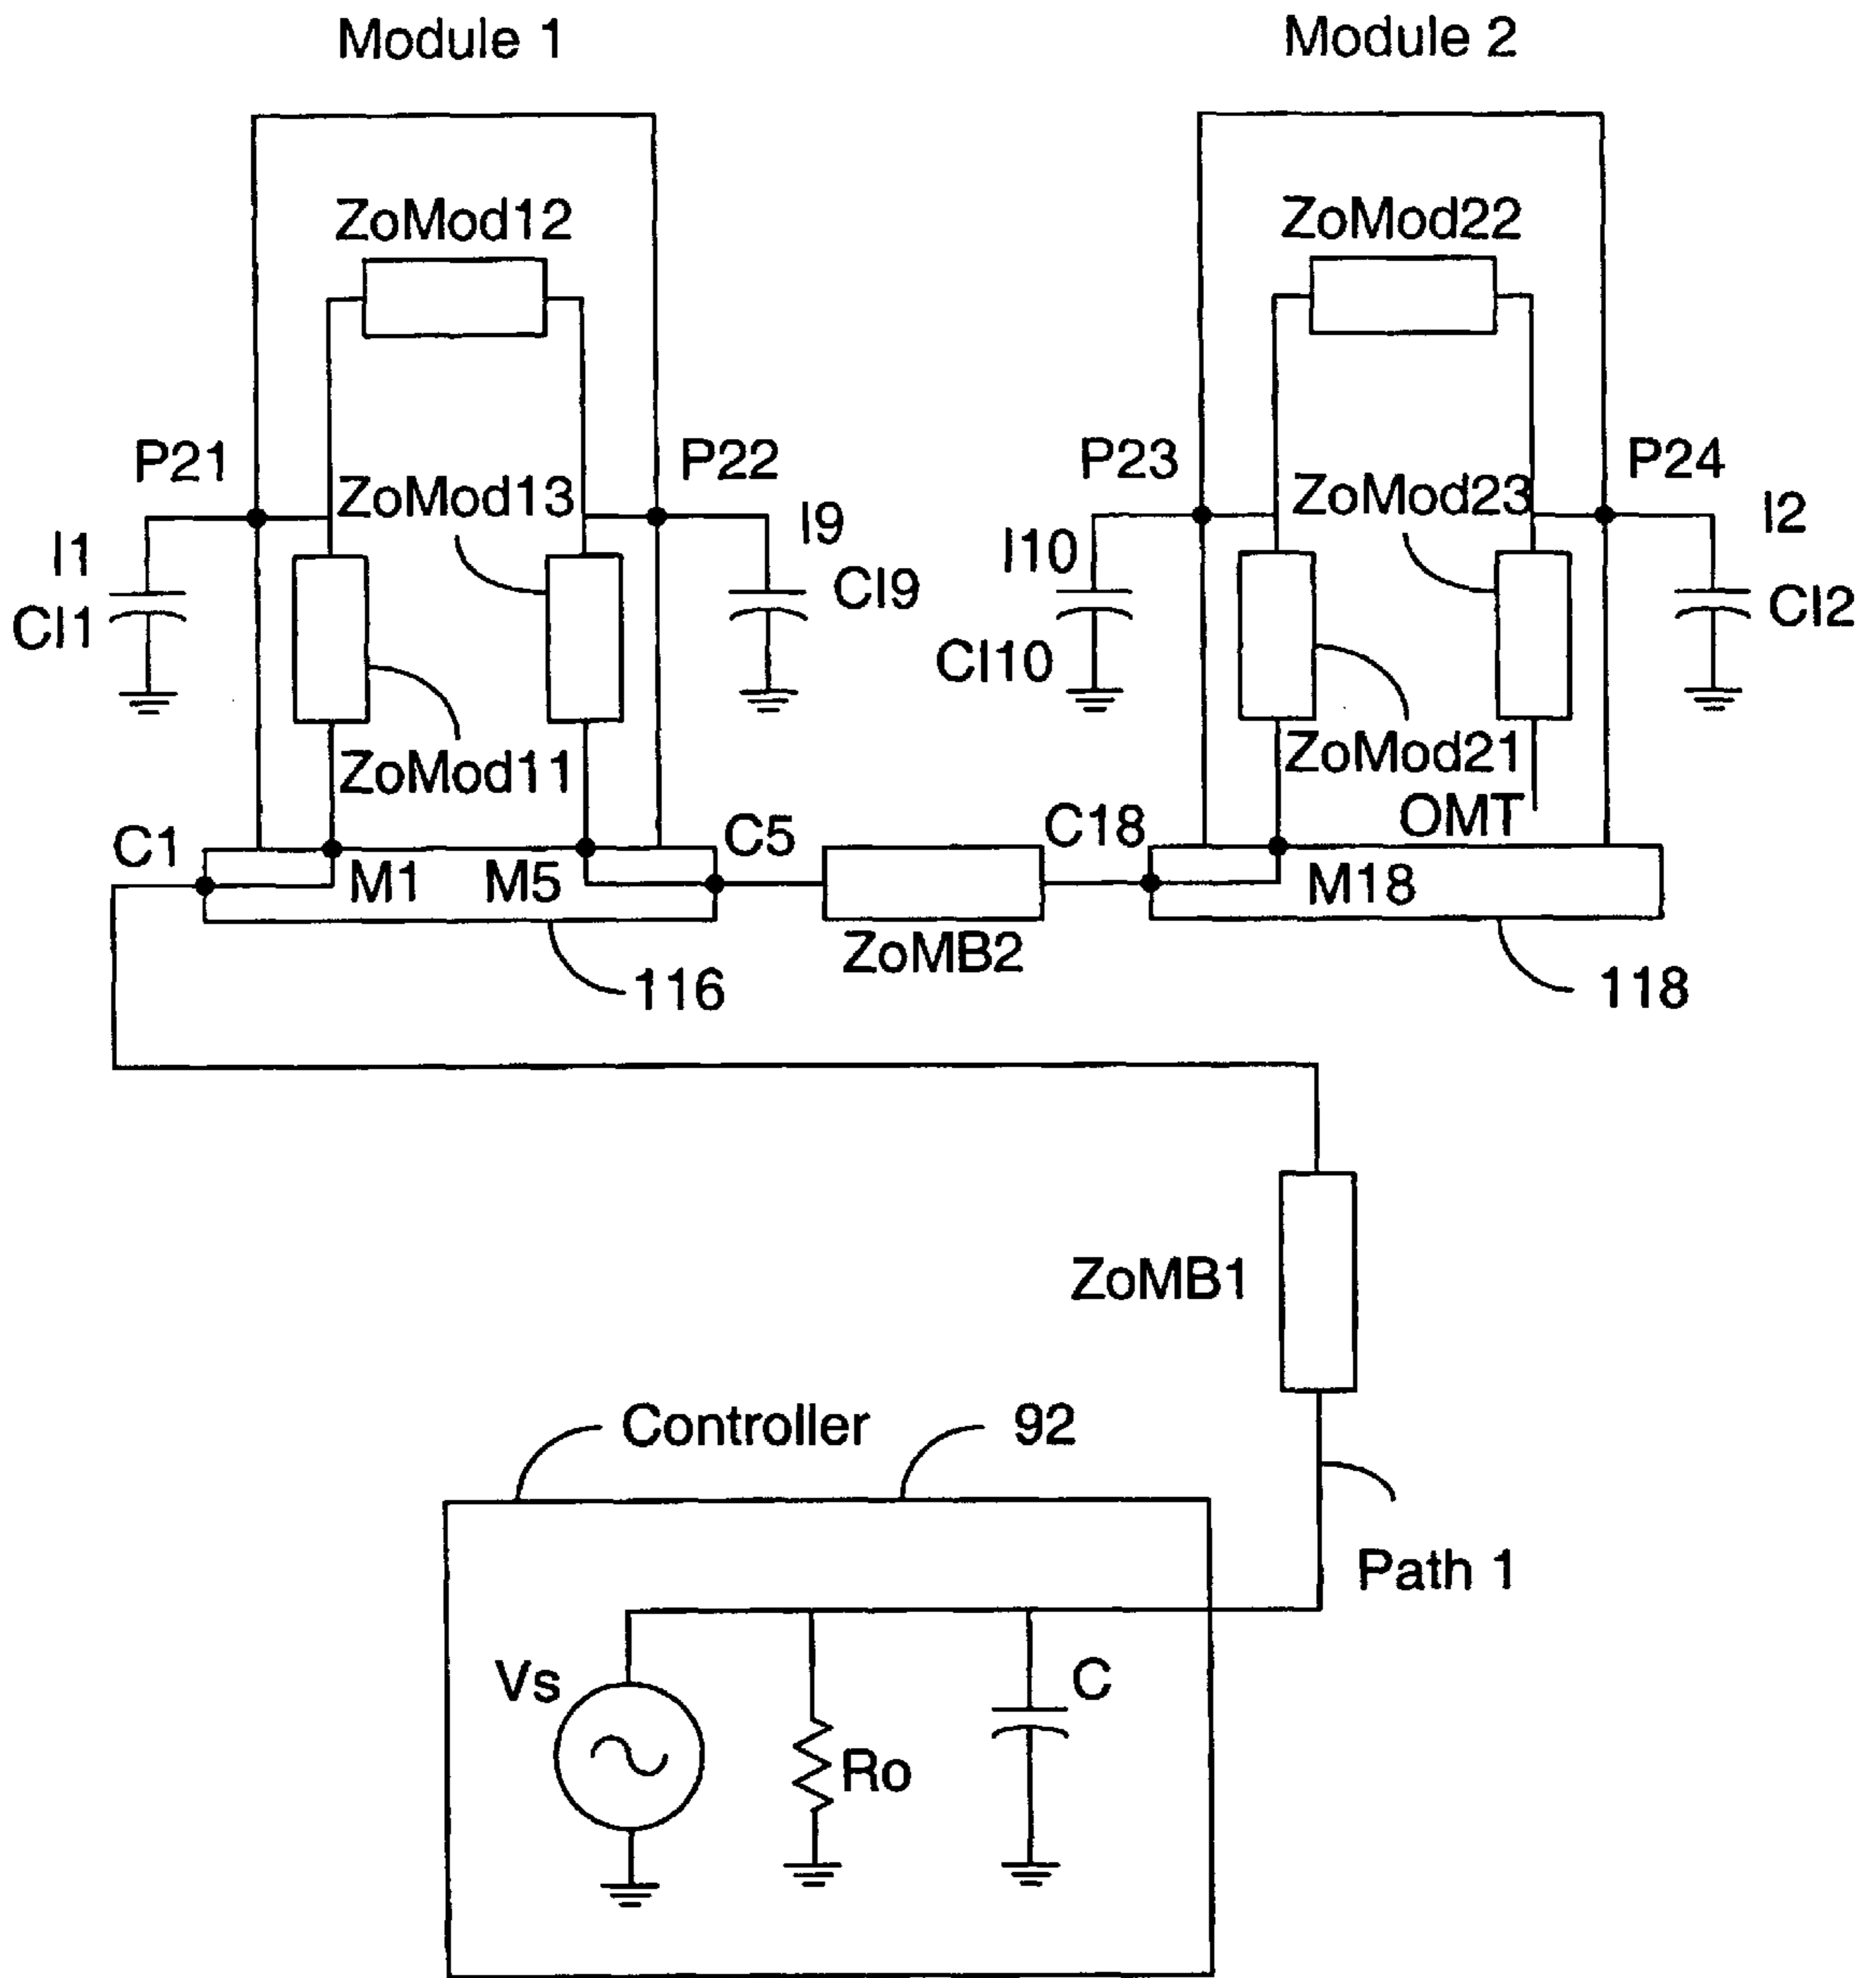 Module 1
Module 2
ZoMod12
ZoMod22
P21
P22
P23
P24
ZoMod13
ZoMod23
I1
I9
I10
I2
CI1
CI9
CI10
CI2
ZoMod11
ZoMod21
OMT
C1
C5
C18
M1
M5
M18
ZoMB2
116
118
ZoMB1
Controller
92
Path 1
Vs
C
Ro